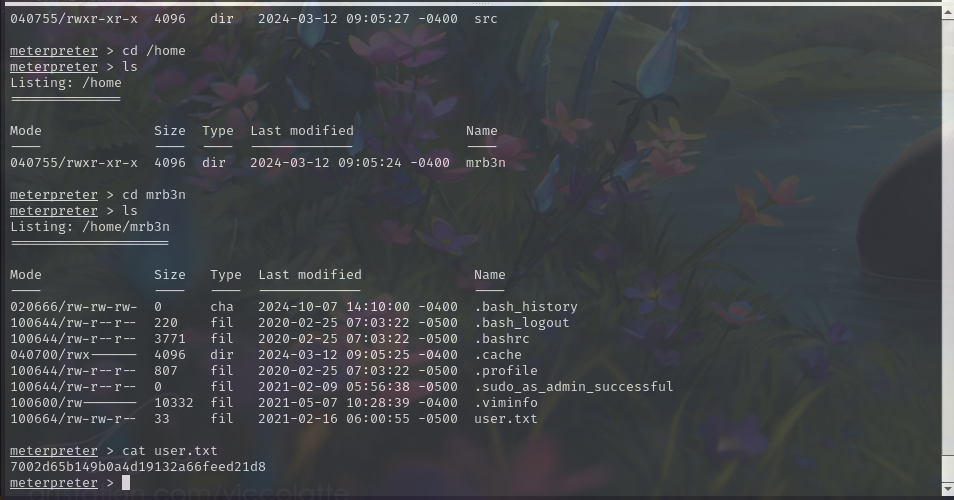 040755/rwxr-xr-x  4096   dir   2024-03-12 09:05:27 -0400  src
meterpreter > cd /home
meterpreter > ls
Listing: /home
==============
Mode              Size  Type  Last modified              Name
----              ----  ----  -------------              ----
040755/rwxr-xr-x  4096  dir   2024-03-12 09:05:24 -0400  mrb3n
meterpreter > cd mrb3n
meterpreter > ls
Listing: /home/mrb3n
====================
Mode              Size   Type  Last modified              Name
----              ----   ----  -------------              ----
020666/rw-rw-rw-  0      cha   2024-10-07 14:10:00 -0400  .bash_history
100644/rw-r--r--  220    fil   2020-02-25 07:03:22 -0500  .bash_logout
100644/rw-r--r--  3771   fil   2020-02-25 07:03:22 -0500  .bashrc
040700/rwx------  4096   dir   2024-03-12 09:05:25 -0400  .cache
100644/rw-r--r--  807    fil   2020-02-25 07:03:22 -0500  .profile
100644/rw-r--r--  0      fil   2021-02-09 05:56:38 -0500  .sudo_as_admin_successful
100600/rw-------  10332  fil   2021-05-07 10:28:39 -0400  .viminfo
100664/rw-rw-r--  33     fil   2021-02-16 06:00:55 -0500  user.txt
meterpreter > cat user.txt
7002d65b149b0a4d19132a66feed21d8
meterpreter >